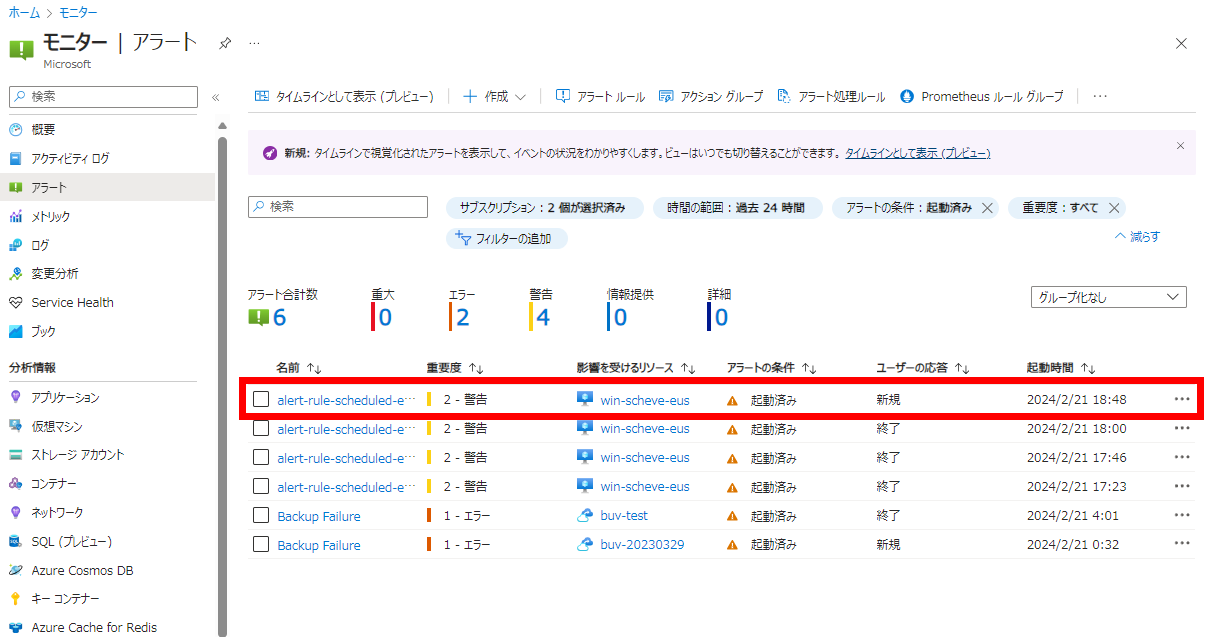 ホーム > モニター
モニター | アラート ...
Microsoft
検索 «
概要
アクティビティ ログ
アラート
メトリック
ログ
変更分析
Service Health
ブック
分析情報
アプリケーション
仮想マシン
ストレージ アカウント
コンテナー
ネットワーク
SQL (プレビュー)
Azure Cosmos DB
キー コンテナー
Azure Cache for Redis
タイムラインとして表示 (プレビュー) 作成 アラート ルール アクション グループ アラート処理ルール Prometheus ルール グループ ...
新規: タイムラインで視覚化されたアラートを表示して、イベントの状況をわかりやすくします。ビューはいつでも切り替えることができます。 タイムラインとして表示 (プレビュー)
検索 サブスクリプション : 2 個が選択済み 時間の範囲 : 過去 24 時間 アラートの条件 : 起動済み 重要度 : すべて
フィルターの追加 減らす
アラート合計数 重大 エラー 警告 情報提供 詳細
6 0 2 4 0 0
グループ化なし
名前 重要度 影響を受けるリソース アラートの条件 ユーザーの応答 起動時間
alert-rule-scheduled-e... 2 - 警告 win-scheve-eus 起動済み 新規 2024/2/21 18:48 ...
alert-rule-scheduled-e... 2 - 警告 win-scheve-eus 起動済み 終了 2024/2/21 18:00 ...
alert-rule-scheduled-e... 2 - 警告 win-scheve-eus 起動済み 終了 2024/2/21 17:46 ...
alert-rule-scheduled-e... 2 - 警告 win-scheve-eus 起動済み 終了 2024/2/21 17:23 ...
Backup Failure 1 - エラー buv-test 起動済み 終了 2024/2/21 4:01 ...
Backup Failure 1 - エラー buv-20230329 起動済み 新規 2024/2/21 0:32 ...